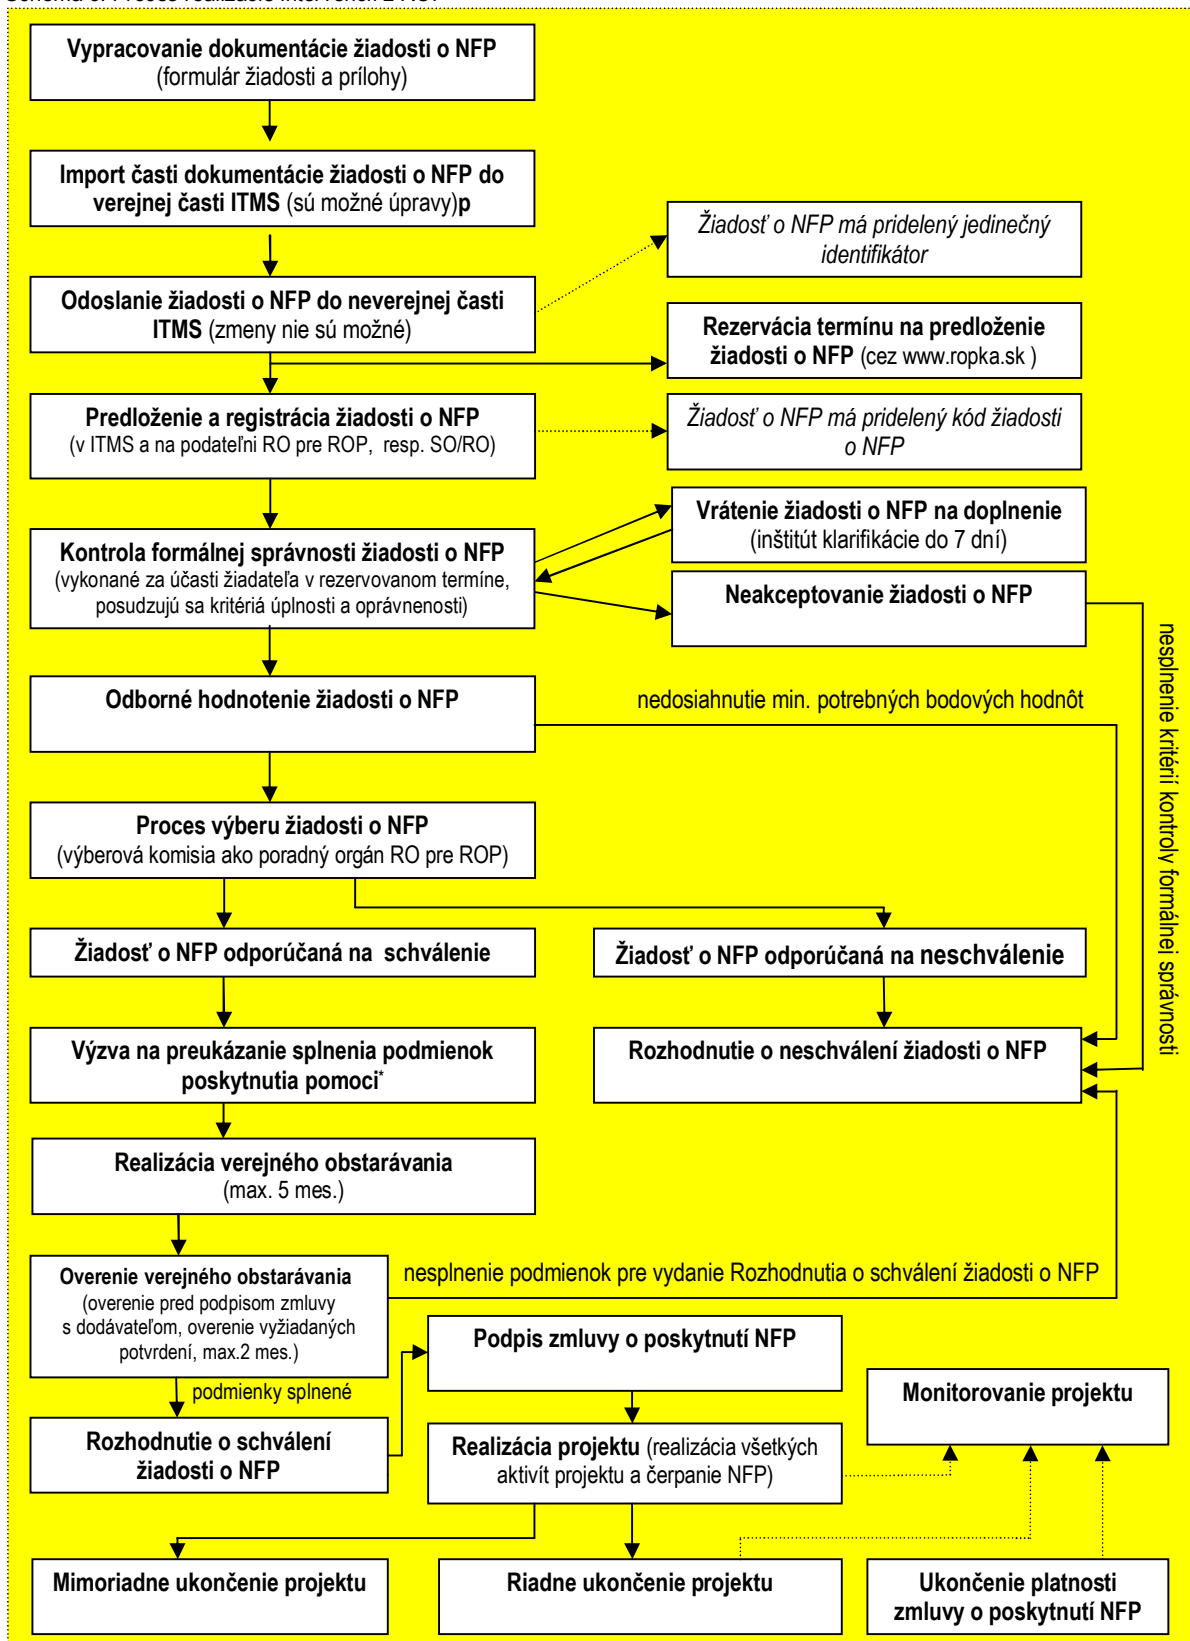 Vypracovanie dokumentácie žiadosti o NFP
(formulár žiadosti a prílohy)
Import časti dokumentácie žiadosti o NFP do
verejnej časti ITMS (sú možné úpravy)p
Žiadosť o NFP má pridelený jedinečný
identifikátor
Odoslanie žiadosti o NFP do neverejnej časti
ITMS (zmeny nie sú možné)
Rezervácia termínu na predloženie
žiadosti o NFP (cez www.ropka.sk )
Predloženie a registrácia žiadosti o NFP
(v ITMS a na podateľni RO pre ROP, resp. SO/RO)
Žiadosť o NFP má pridelený kód žiadosti
o NFP
Vrátenie žiadosti o NFP na doplnenie
(inštitút klarifikácie do 7 dní)
Kontrola formálnej správnosti žiadosti o NFP
(vykonané za účasti žiadateľa v rezervovanom termíne,
posudzujú sa kritériá úplnosti a oprávnenosti)
Neakceptovanie žiadosti o NFP
nesplnenie kritérií kontroly formálnej správnosti
Odborné hodnotenie žiadosti o NFP
nedosiahnutie min. potrebných bodových hodnôt
Proces výberu žiadosti o NFP
(výberová komisia ako poradný orgán RO pre ROP)
Žiadosť o NFP odporúčaná na schválenie
Žiadosť o NFP odporúčaná na neschválenie
Výzva na preukázanie splnenia podmienok
poskytnutia pomoci*
Rozhodnutie o neschválení žiadosti o NFP
Realizácia verejného obstarávania
(max. 5 mes.)
Overenie verejného obstarávania
(overenie pred podpisom zmluvy
s dodávateľom, overenie vyžiadaných
potvrdení, max.2 mes.)
nesplnenie podmienok pre vydanie Rozhodnutia o schválení žiadosti o NFP
Podpis zmluvy o poskytnutí NFP
podmienky splnené
Monitorovanie projektu
Rozhodnutie o schválení
žiadosti o NFP
Realizácia projektu (realizácia všetkých
aktivít projektu a čerpanie NFP)
Mimoriadne ukončenie projektu
Riadne ukončenie projektu
Ukončenie platnosti
zmluvy o poskytnutí NFP